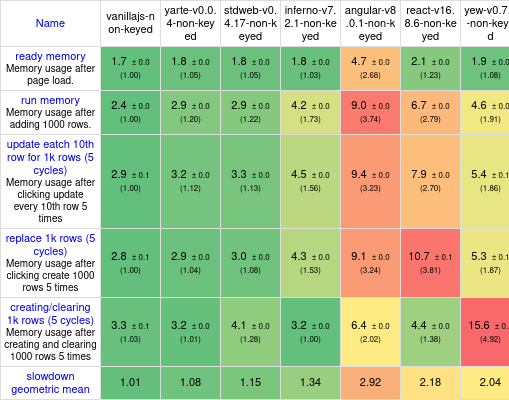 Name vanillajs-n yarte-v0.0. stdweb-v0. inferno-v7. angular-v8 react-v16. yew-v0.7.
on-keyed 4-non-key 4.17-non-k 2.1-non-ke .0.1-non-k 8.6-non-ke non-keyed
ed eyed yed eyed yed
ready memory
Memory usage after
page load.
1.7 ± 0.0 1.8 ± 0.0 1.8 ± 0.0 1.8 ± 0.0 4.7 ± 0.0 2.1 ± 0.0 1.9 ± 0.0
(1.00) (1.05) (1.05) (1.03) (2.68) (1.23) (1.08)
run memory
Memory usage after
adding 1000 rows.
2.4 ± 0.0 2.9 ± 0.0 2.9 ± 0.0 4.2 ± 0.0 9.0 ± 0.0 6.7 ± 0.0 4.6 ± 0.0
(1.00) (1.20) (1.22) (1.73) (3.74) (2.79) (1.91)
update eatch 10th
row for 1k rows (5
cycles)
Memory usage after
clicking update
every 10th row 5
times
2.9 ± 0.1 3.2 ± 0.0 3.3 ± 0.0 4.5 ± 0.0 9.4 ± 0.0 7.9 ± 0.0 5.4 ± 0.1
(1.00) (1.12) (1.13) (1.56) (3.23) (2.70) (1.86)
replace 1k rows (5
cycles)
Memory usage after
clicking create 1000
rows 5 times
2.8 ± 0.1 2.9 ± 0.0 3.0 ± 0.0 4.3 ± 0.0 9.1 ± 0.0 10.7 ± 0.1 5.3 ± 0.1
(1.00) (1.04) (1.08) (1.53) (3.24) (3.81) (1.87)
creating/clearing
1k rows (5 cycles)
Memory usage after
creating and clearing
1000 rows 5 times
3.3 ± 0.1 3.2 ± 0.0 4.1 ± 0.0 3.2 ± 0.0 6.4 ± 0.0 4.4 ± 0.0 15.6 ± 0.
(1.03) (1.01) (1.28) (1.00) (2.02) (1.38) (4.92)
slowdown
geometric mean
1.01 1.08 1.15 1.34 2.92 2.18 2.04